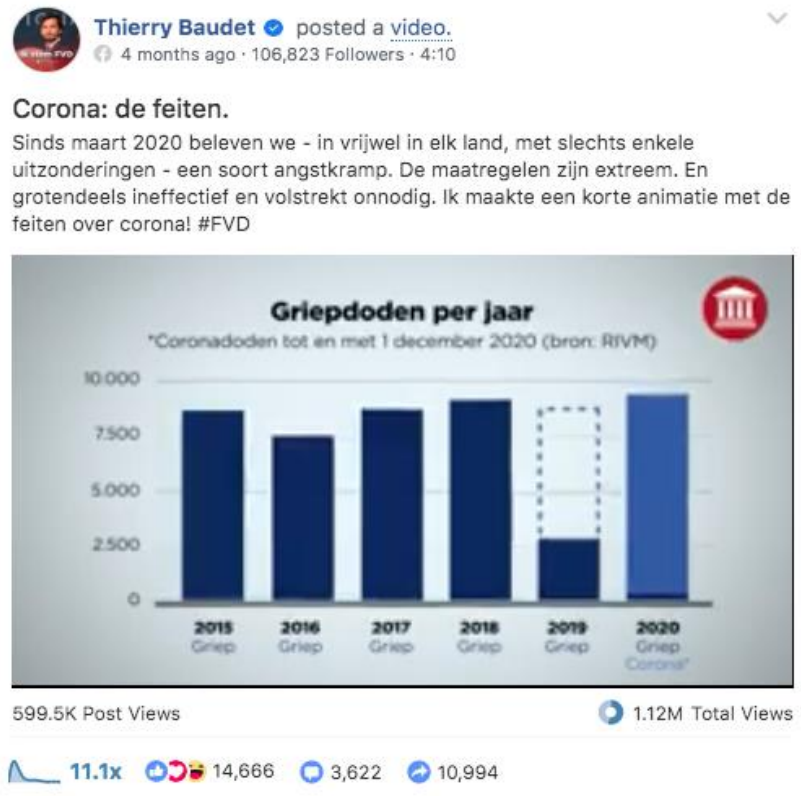 Thierry Baudet posted a video.
4 months ago · 106,823 Followers · 4:10
Corona: de feiten.
Sinds maart 2020 beleven we - in vrijwel in elk land, met slechts enkele
uitzonderingen - een soort angstkramp. De maatregelen zijn extreem. En
grotendeels ineffectief en volstrekt onnodig. Ik maakte een korte animatie met de
feiten over corona! #FVD
Griepdoden per jaar
*Coronadoden tot en met 1 december 2020 (bron: RIVM)
10.000
7.500
5.000
2.500
0
2015 2016 2017 2018 2019 2020
Griep Griep Griep Griep Griep Griep
Corona*
599.5K Post Views 1.12M Total Views
11.1x 14,666 3,622 10,994